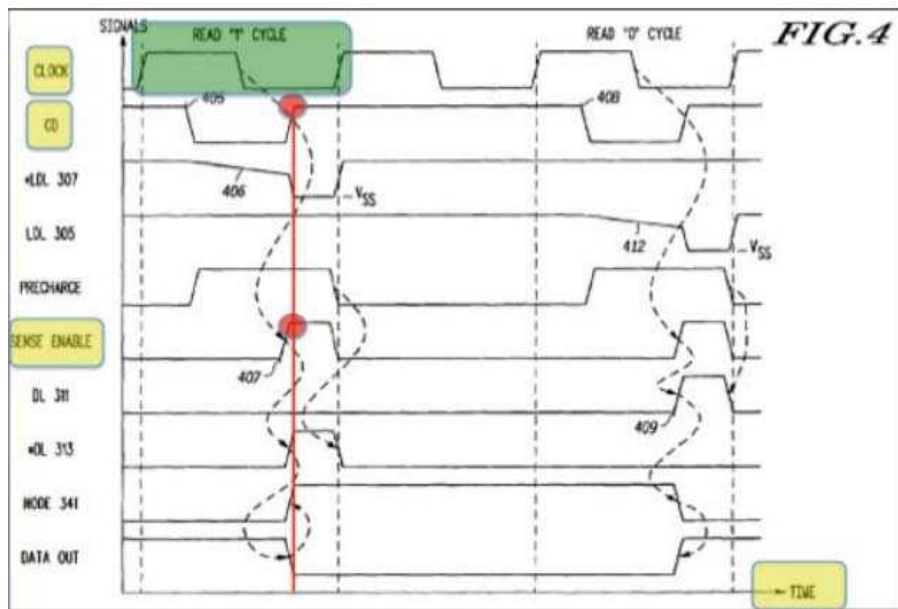 SIGNALS
READ "1" CYCLE
READ "0" CYCLE
FIG.4
CLOCK
CD
405
408
*LDL 307
406
VSS
LDL 305
412
VSS
PRECHARGE
SENSE ENABLE
407
DL 311
409
*DL 313
NODE 341
DATA OUT
TIME